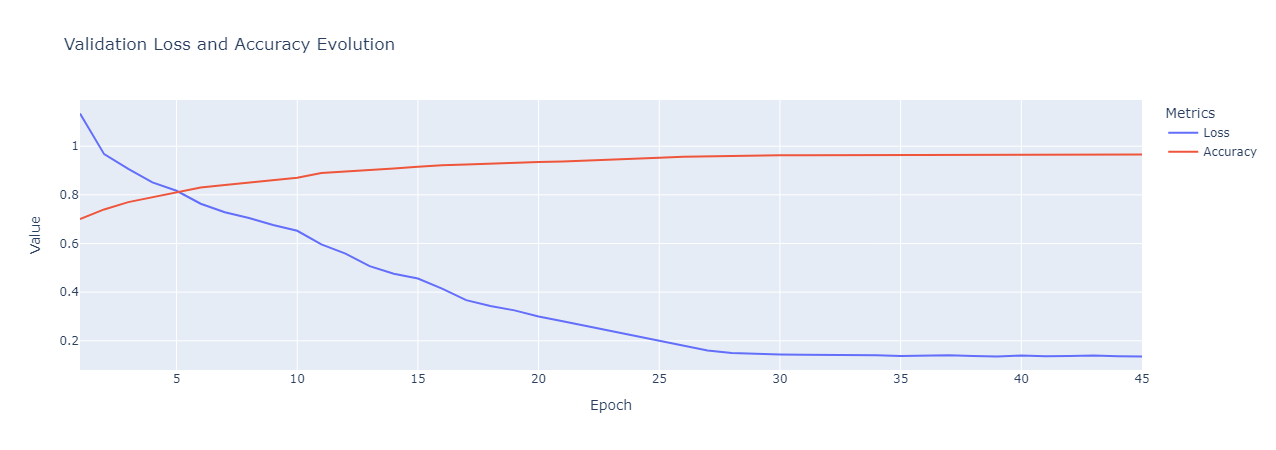 Validation Loss and Accuracy Evolution
Metrics
Loss
Accuracy
Value
1
0.8
0.6
0.4
0.2
5 10 15 20 25 30 35 40 45
Epoch